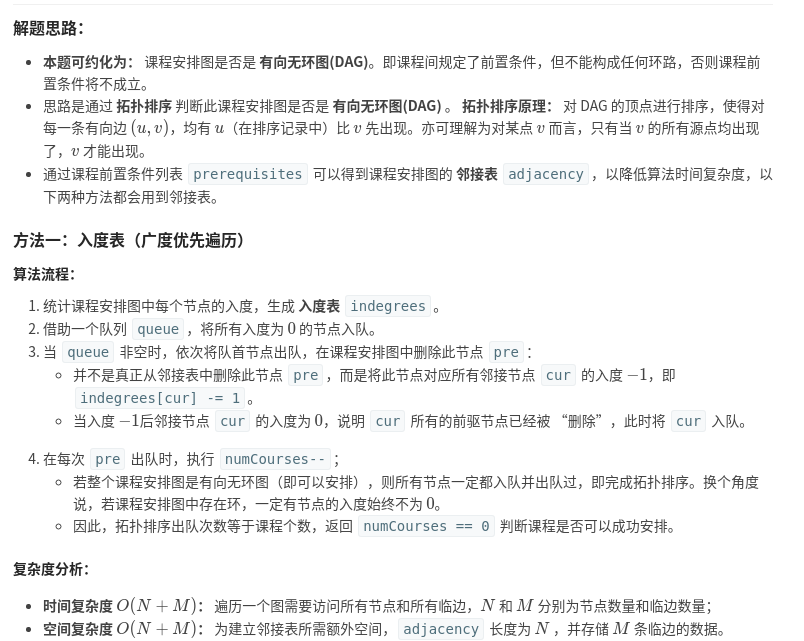 解题思路：
• 本题可约化为： 课程安排图是否是 有向无环图(DAG)。即课程间规定了前置条件，但不能构成任何环路，否则课程前
置条件将不成立。
• 思路是通过 拓扑排序 判断此课程安排图是否是 有向无环图(DAG) 。 拓扑排序原理： 对 DAG 的顶点进行排序，使得对
每一条有向边 (u, v)，均有 u（在排序记录中）比 v 先出现。亦可理解为对某点 v 而言，只有当 v 的所有源点均出现
了，v 才能出现。
• 通过课程前置条件列表 prerequisites 可以得到课程安排图的 邻接表 adjacency，以降低算法时间复杂度，以
下两种方法都会用到邻接表。
方法一：入度表（广度优先遍历）
算法流程：
1. 统计课程安排图中每个节点的入度，生成 入度表 indegrees。
2. 借助一个队列 queue，将所有入度为 0 的节点入队。
3. 当 queue 非空时，依次将队首节点出队，在课程安排图中删除此节点 pre：
◦ 并不是真正从邻接表中删除此节点 pre，而是将此节点对应所有邻接节点 cur 的入度 −1，即
indegrees[cur] -= 1。
◦ 当入度 −1后邻接节点 cur 的入度为 0，说明 cur 所有的前驱节点已经被 “删除”，此时将 cur 入队。
4. 在每次 pre 出队时，执行 numCourses--；
◦ 若整个课程安排图是有向无环图（即可以安排），则所有节点一定都入队并出队过，即完成拓扑排序。换个角度
说，若课程安排图中存在环，一定有节点的入度始终不为 0。
◦ 因此，拓扑排序出队次数等于课程个数，返回 numCourses == 0 判断课程是否可以成功安排。
复杂度分析：
• 时间复杂度 O(N + M)： 遍历一个图需要访问所有节点和所有临边，N 和 M 分别为节点数量和临边数量；
• 空间复杂度 O(N + M)： 为建立邻接表所需额外空间，adjacency 长度为 N ，并存储 M 条临边的数据。